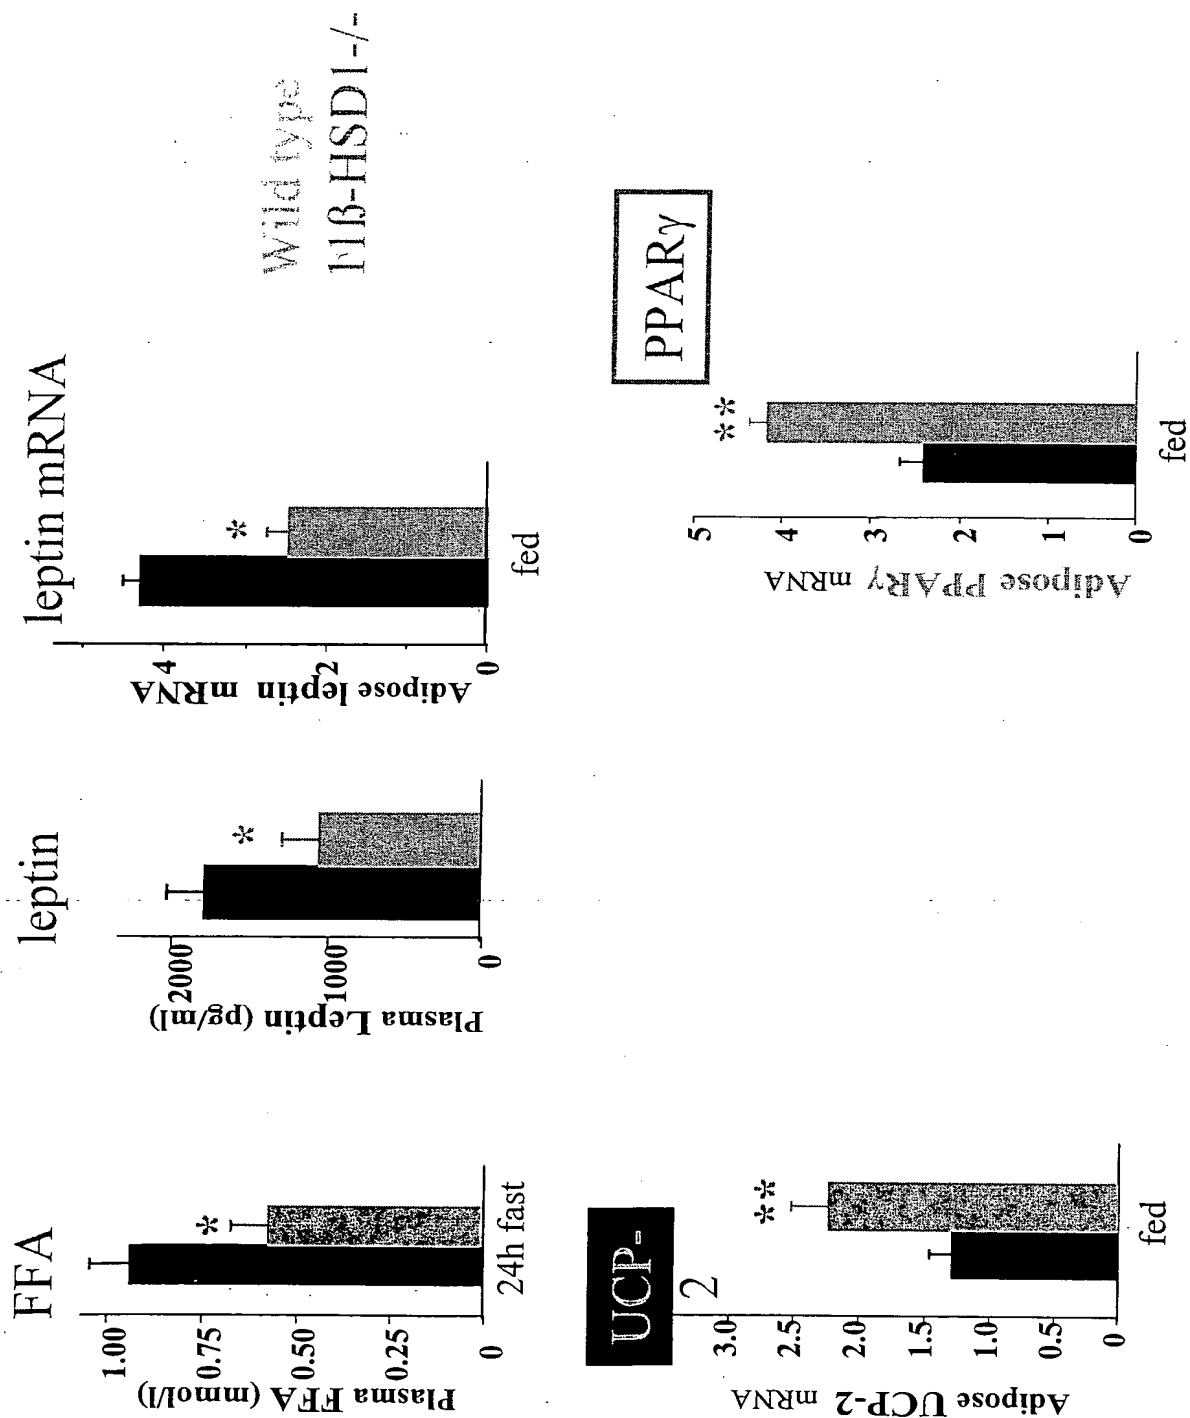 FFA
Plasma FFA (mmol/l)
1.00
0.75
0.50
0.25
0
*
24h fast
leptin
Plasma Leptin (pg/ml)
2000
1000
0
*
leptin mRNA
Adipose leptin mRNA
4
2
0
*
fed
Wild type
11ß-HSD1-/-
UCP-
2
Adipose UCP-2 mRNA
3.0
2.5
2.0
1.5
1.0
0.5
0
**
fed
PPARγ
Adipose PPARγ mRNA
5
4
3
2
1
0
**
fed